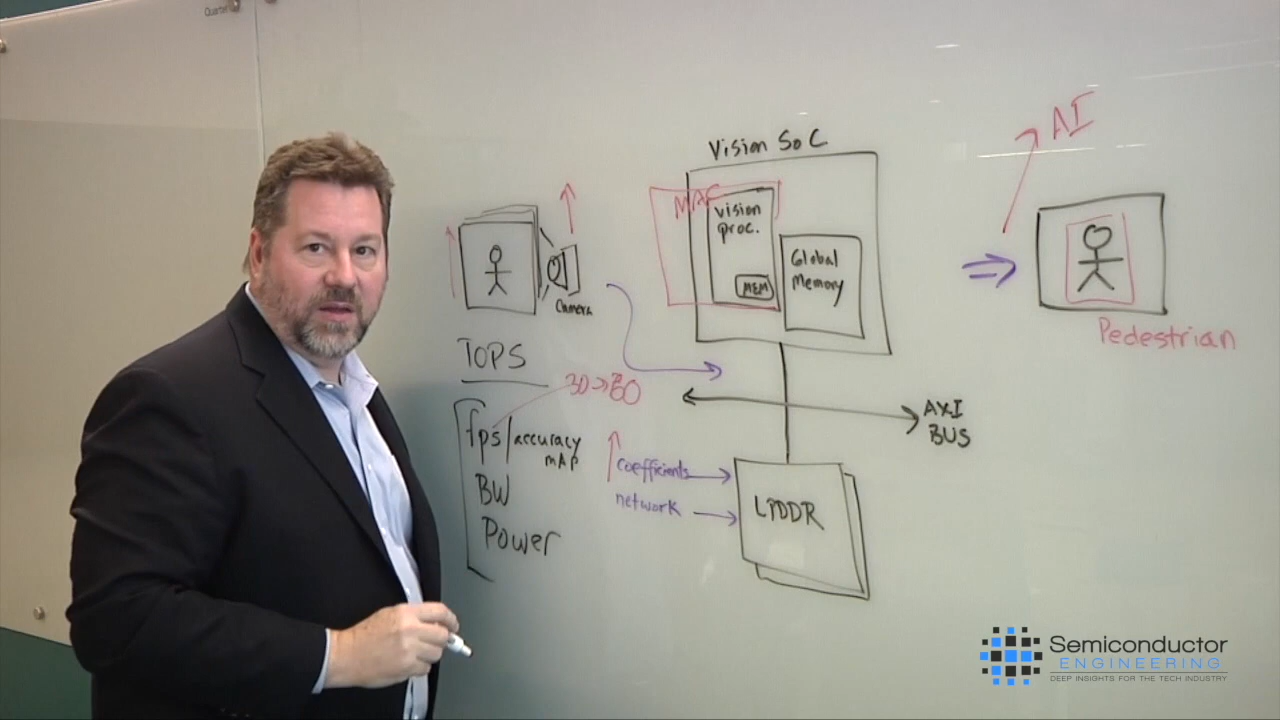 Quarter
AI
Vision SoC
MAC
Vision
proc.
MEM
Global
Memory
Camera
Pedestrian
TOPS
30→60
fps/accuracy
mAP
BW
Power
coefficients
network
AXI
BUS
LPDDR
Semiconductor
ENGINEERING
DEEP INSIGHTS FOR THE TECH INDUSTRY